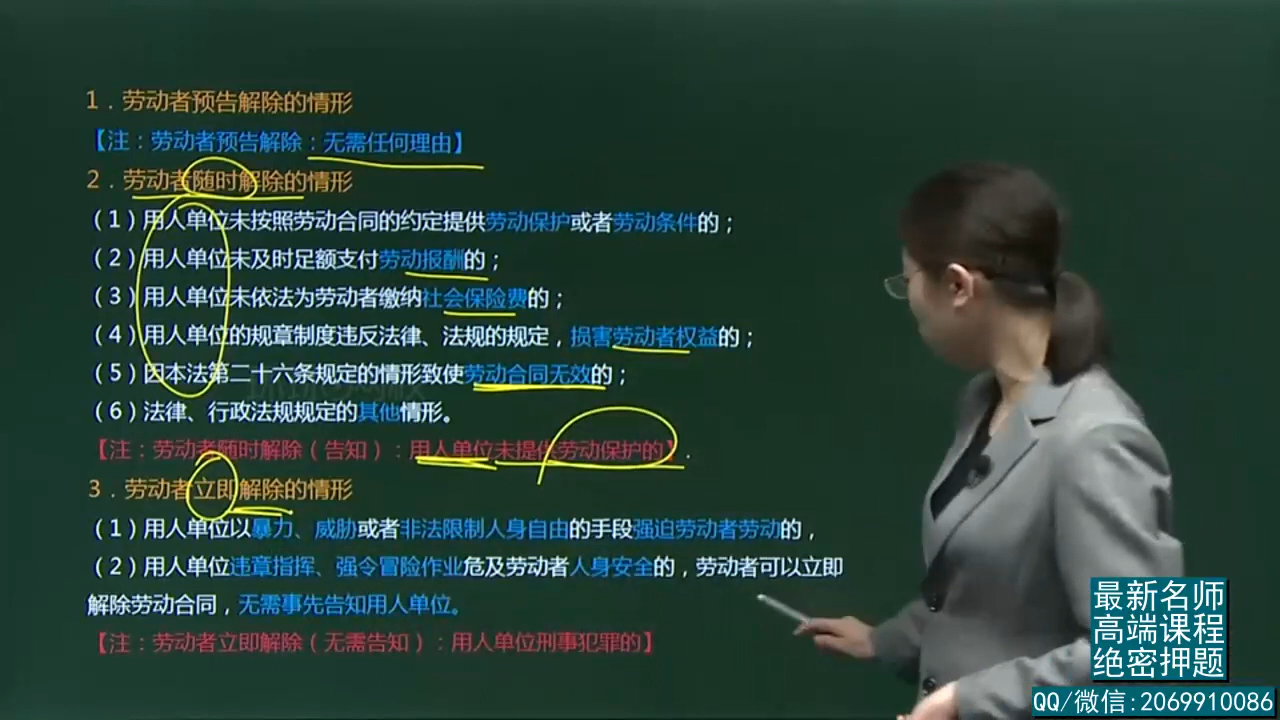 1．劳动者预告解除的情形
【注：劳动者预告解除：无需任何理由】
2．劳动者随时解除的情形
（1）用人单位未按照劳动合同的约定提供劳动保护或者劳动条件的；
（2）用人单位未及时足额支付劳动报酬的；
（3）用人单位未依法为劳动者缴纳社会保险费的；
（4）用人单位的规章制度违反法律、法规的规定，损害劳动者权益的；
（5）因本法第二十六条规定的情形致使劳动合同无效的；
（6）法律、行政法规规定的其他情形。
【注：劳动者随时解除（告知）：用人单位未提供劳动保护的】.
3．劳动者立即解除的情形
（1）用人单位以暴力、威胁或者非法限制人身自由的手段强迫劳动者劳动的，
（2）用人单位违章指挥、强令冒险作业危及劳动者人身安全的，劳动者可以立即
解除劳动合同，无需事先告知用人单位。
【注：劳动者立即解除（无需告知）：用人单位刑事犯罪的】
最新名师
高端课程
绝密押题
QQ/微信:2069910086